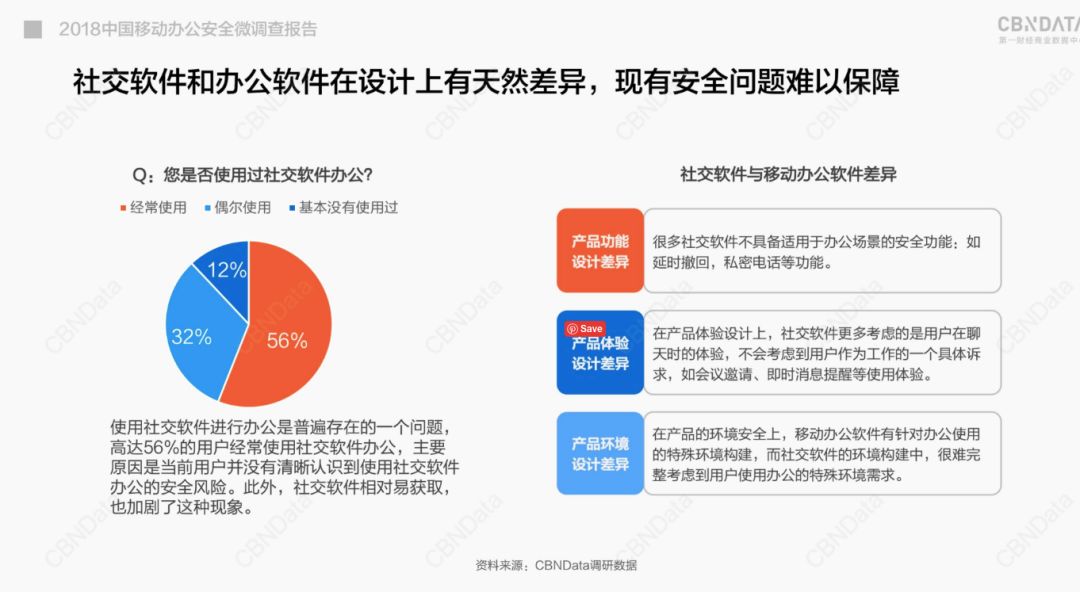 2018中国移动办公安全微调查报告
CBNDATA
第一财经商业数据中心
社交软件和办公软件在设计上有天然差异，现有安全问题难以保障
Q：您是否使用过社交软件办公?
经常使用 偶尔使用 基本没有使用过
12%
32%
56%
使用社交软件进行办公是普遍存在的一个问题，
高达56%的用户经常使用社交软件办公，主要
原因是当前用户并没有清晰认识到使用社交软件
办公的安全风险。此外，社交软件相对易获取，
也加剧了这种现象。
社交软件与移动办公软件差异
产品功能
设计差异
很多社交软件不具备适用于办公场景的安全功能；如
延时撤回，私密电话等功能。
Save
产品体验
设计差异
在产品体验设计上，社交软件更多考虑的是用户在聊
天时的体验，不会考虑到用户作为工作的一个具体诉
求，如会议邀请、即时消息提醒等使用体验。
产品环境
设计差异
在产品的环境安全上，移动办公软件有针对办公使用
的特殊环境构建，而社交软件的环境构建中，很难完
整考虑到用户使用办公的特殊环境需求。
资料来源：CBNData调研数据